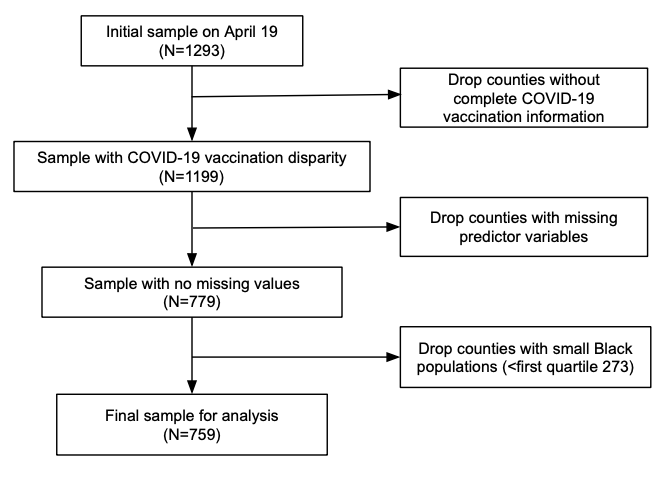 Initial sample on April 19
(N=1293)
Drop counties without
complete COVID-19
vaccination information
Sample with COVID-19 vaccination disparity
(N=1199)
Drop counties with missing
predictor variables
Sample with no missing values
(N=779)
Drop counties with small Black
populations (<first quartile 273)
Final sample for analysis
(N=759)